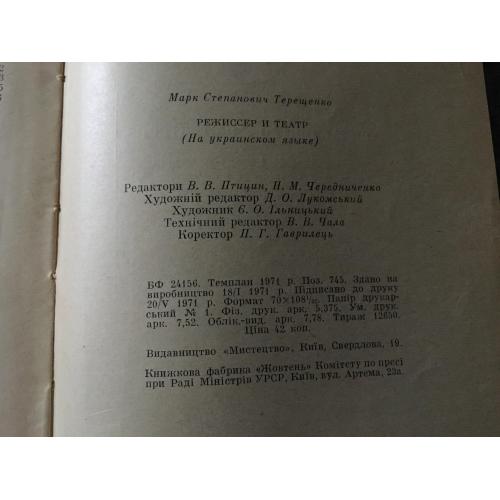 Марк Степанович Терещенко
РЕЖИССЕР И ТЕАТР
(На украинском языке)
Редактори В. В. Птицин, Н. М. Чередниченко
Художній редактор Д. О. Лукомський
Художник Є. О. Ільницький
Технічний редактор В. В. Чала
Коректор П. Г. Гаврилець
БФ 24156. Темплан 1971 р. Поз. 745. Здано на
виробництво 18/I 1971 р. Підписано до друку
20/V 1971 р. Формат 70×108¹/₃₂. Папір друкар-
ський № 1. Фіз. друк. арк. 5,375. Ум. друк.
арк. 7,52. Облік.-вид. арк. 7,78. Тираж 12650.
Ціна 42 коп.
Видавництво «Мистецтво», Київ, Свердлова, 19.
Книжкова фабрика «Жовтень» Комітету по пресі
при Раді Міністрів УРСР, Київ, вул. Артема, 23а.